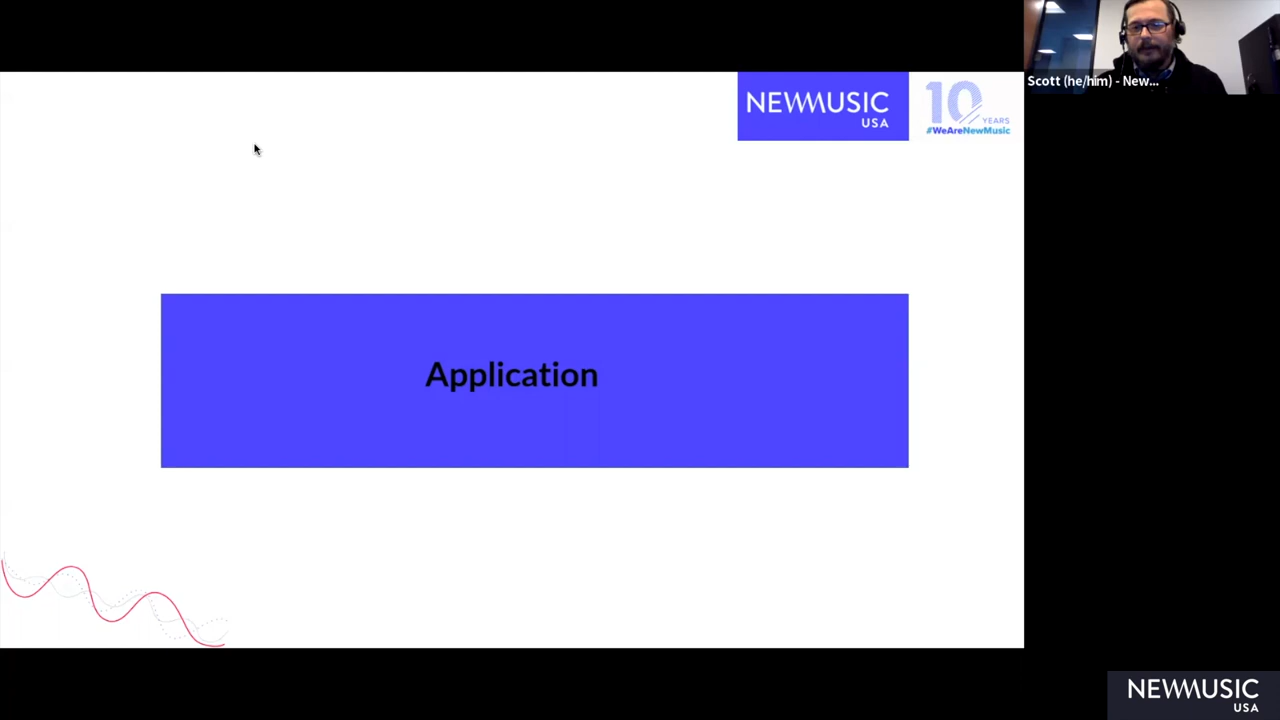 NEWMUSIC
USA
10
YEARS
#WeAreNewMusic
Scott (he/him) - New...
Application
NEWMUSIC
USA